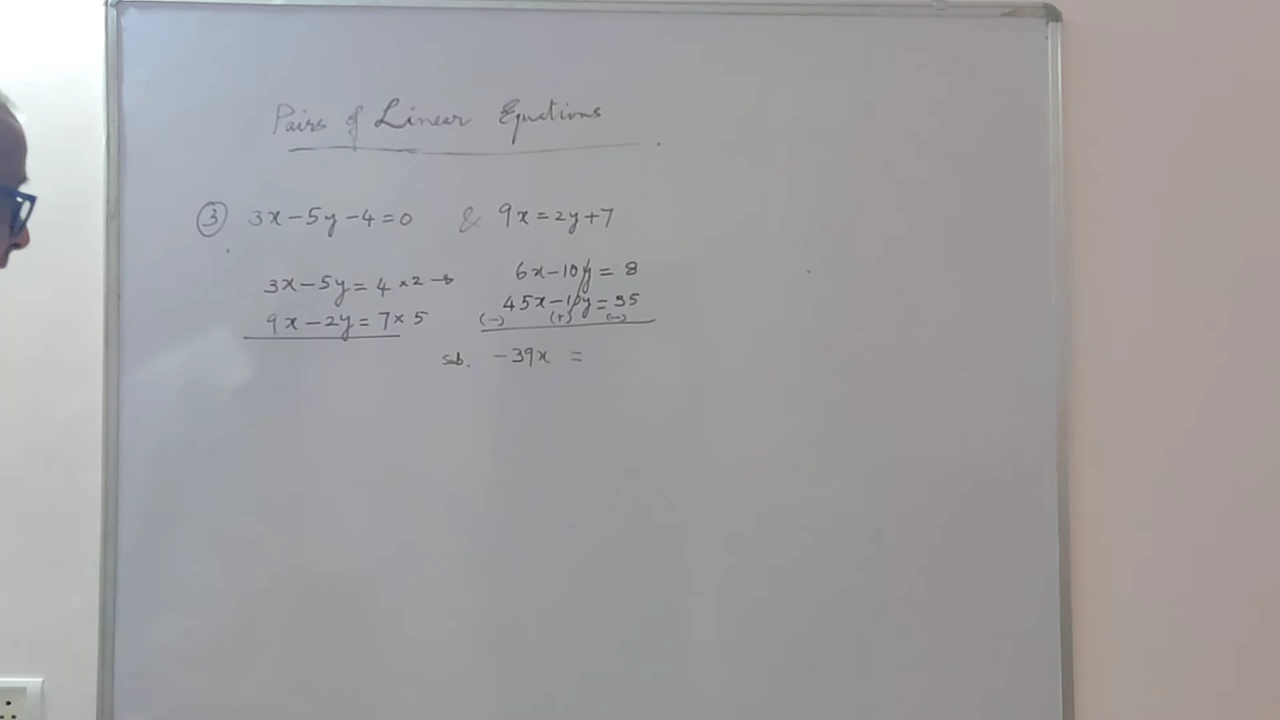 Pairs of Linear Equations
③ 3x-5y-4=0 & 9x=2y+7
3x-5y=4 ×2 →
9x-2y=7×5
6x-10y=8
45x-10y=35
(-) (+) (-)
Sub. -39x =